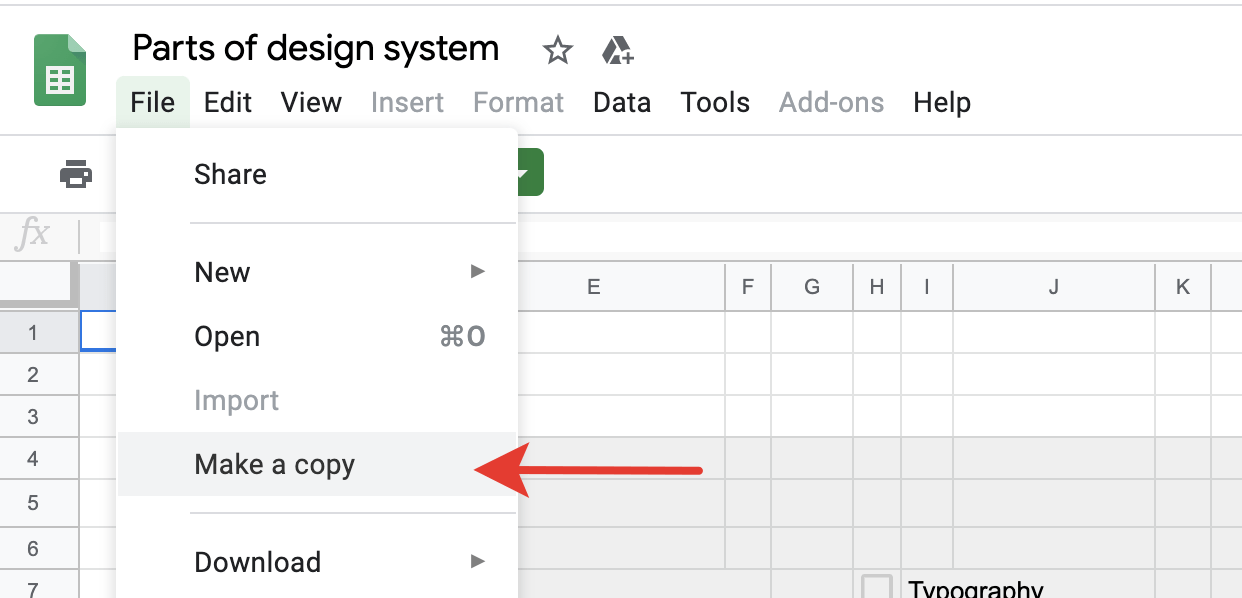 Parts of design system
File Edit View Insert Format Data Tools Add-ons Help
Share
fx
New
E F G H I J K
1
Open ⌘O
2
Import
3
Make a copy
4
5
6
Download
7
Typography